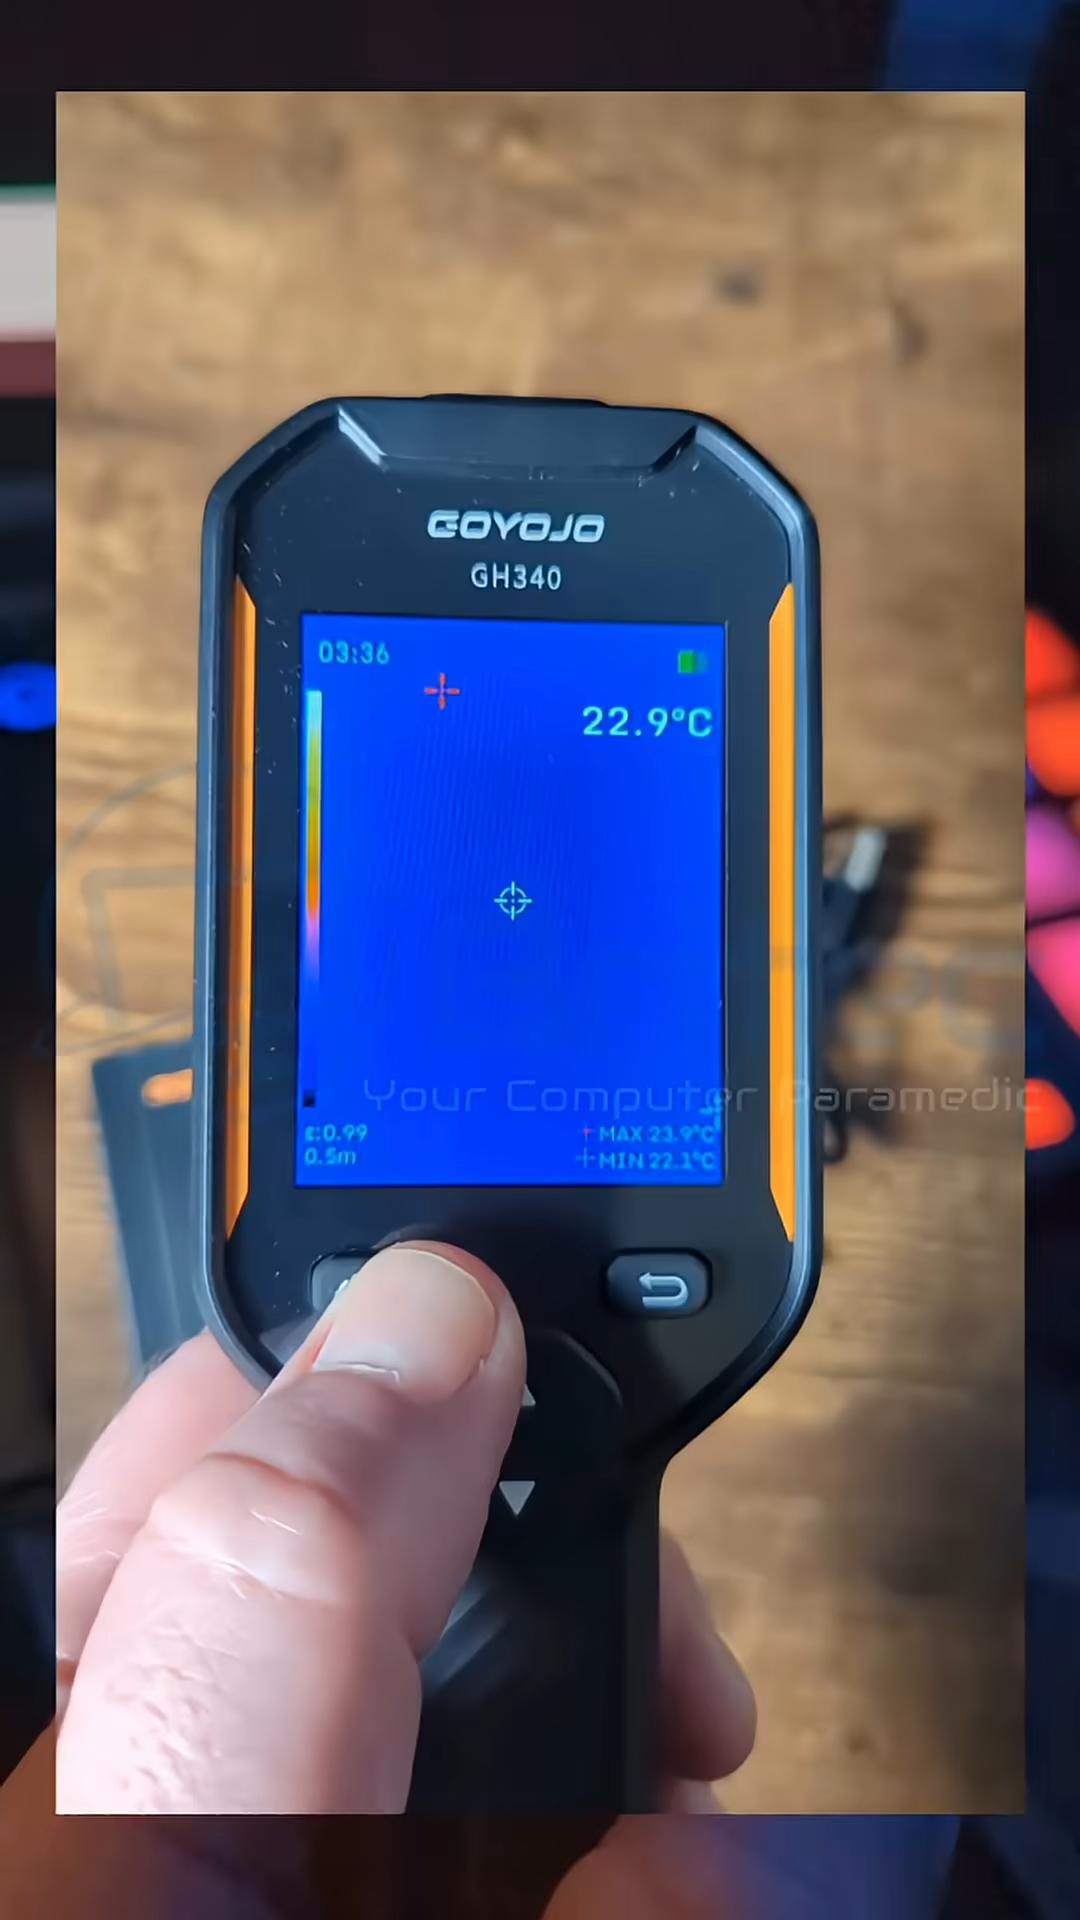 GOYOJO
GH340
03:36
22.9°C
Your Computer Paramedic
ε:0.99
0.5m
MAX 23.9°C
MIN 22.1°C